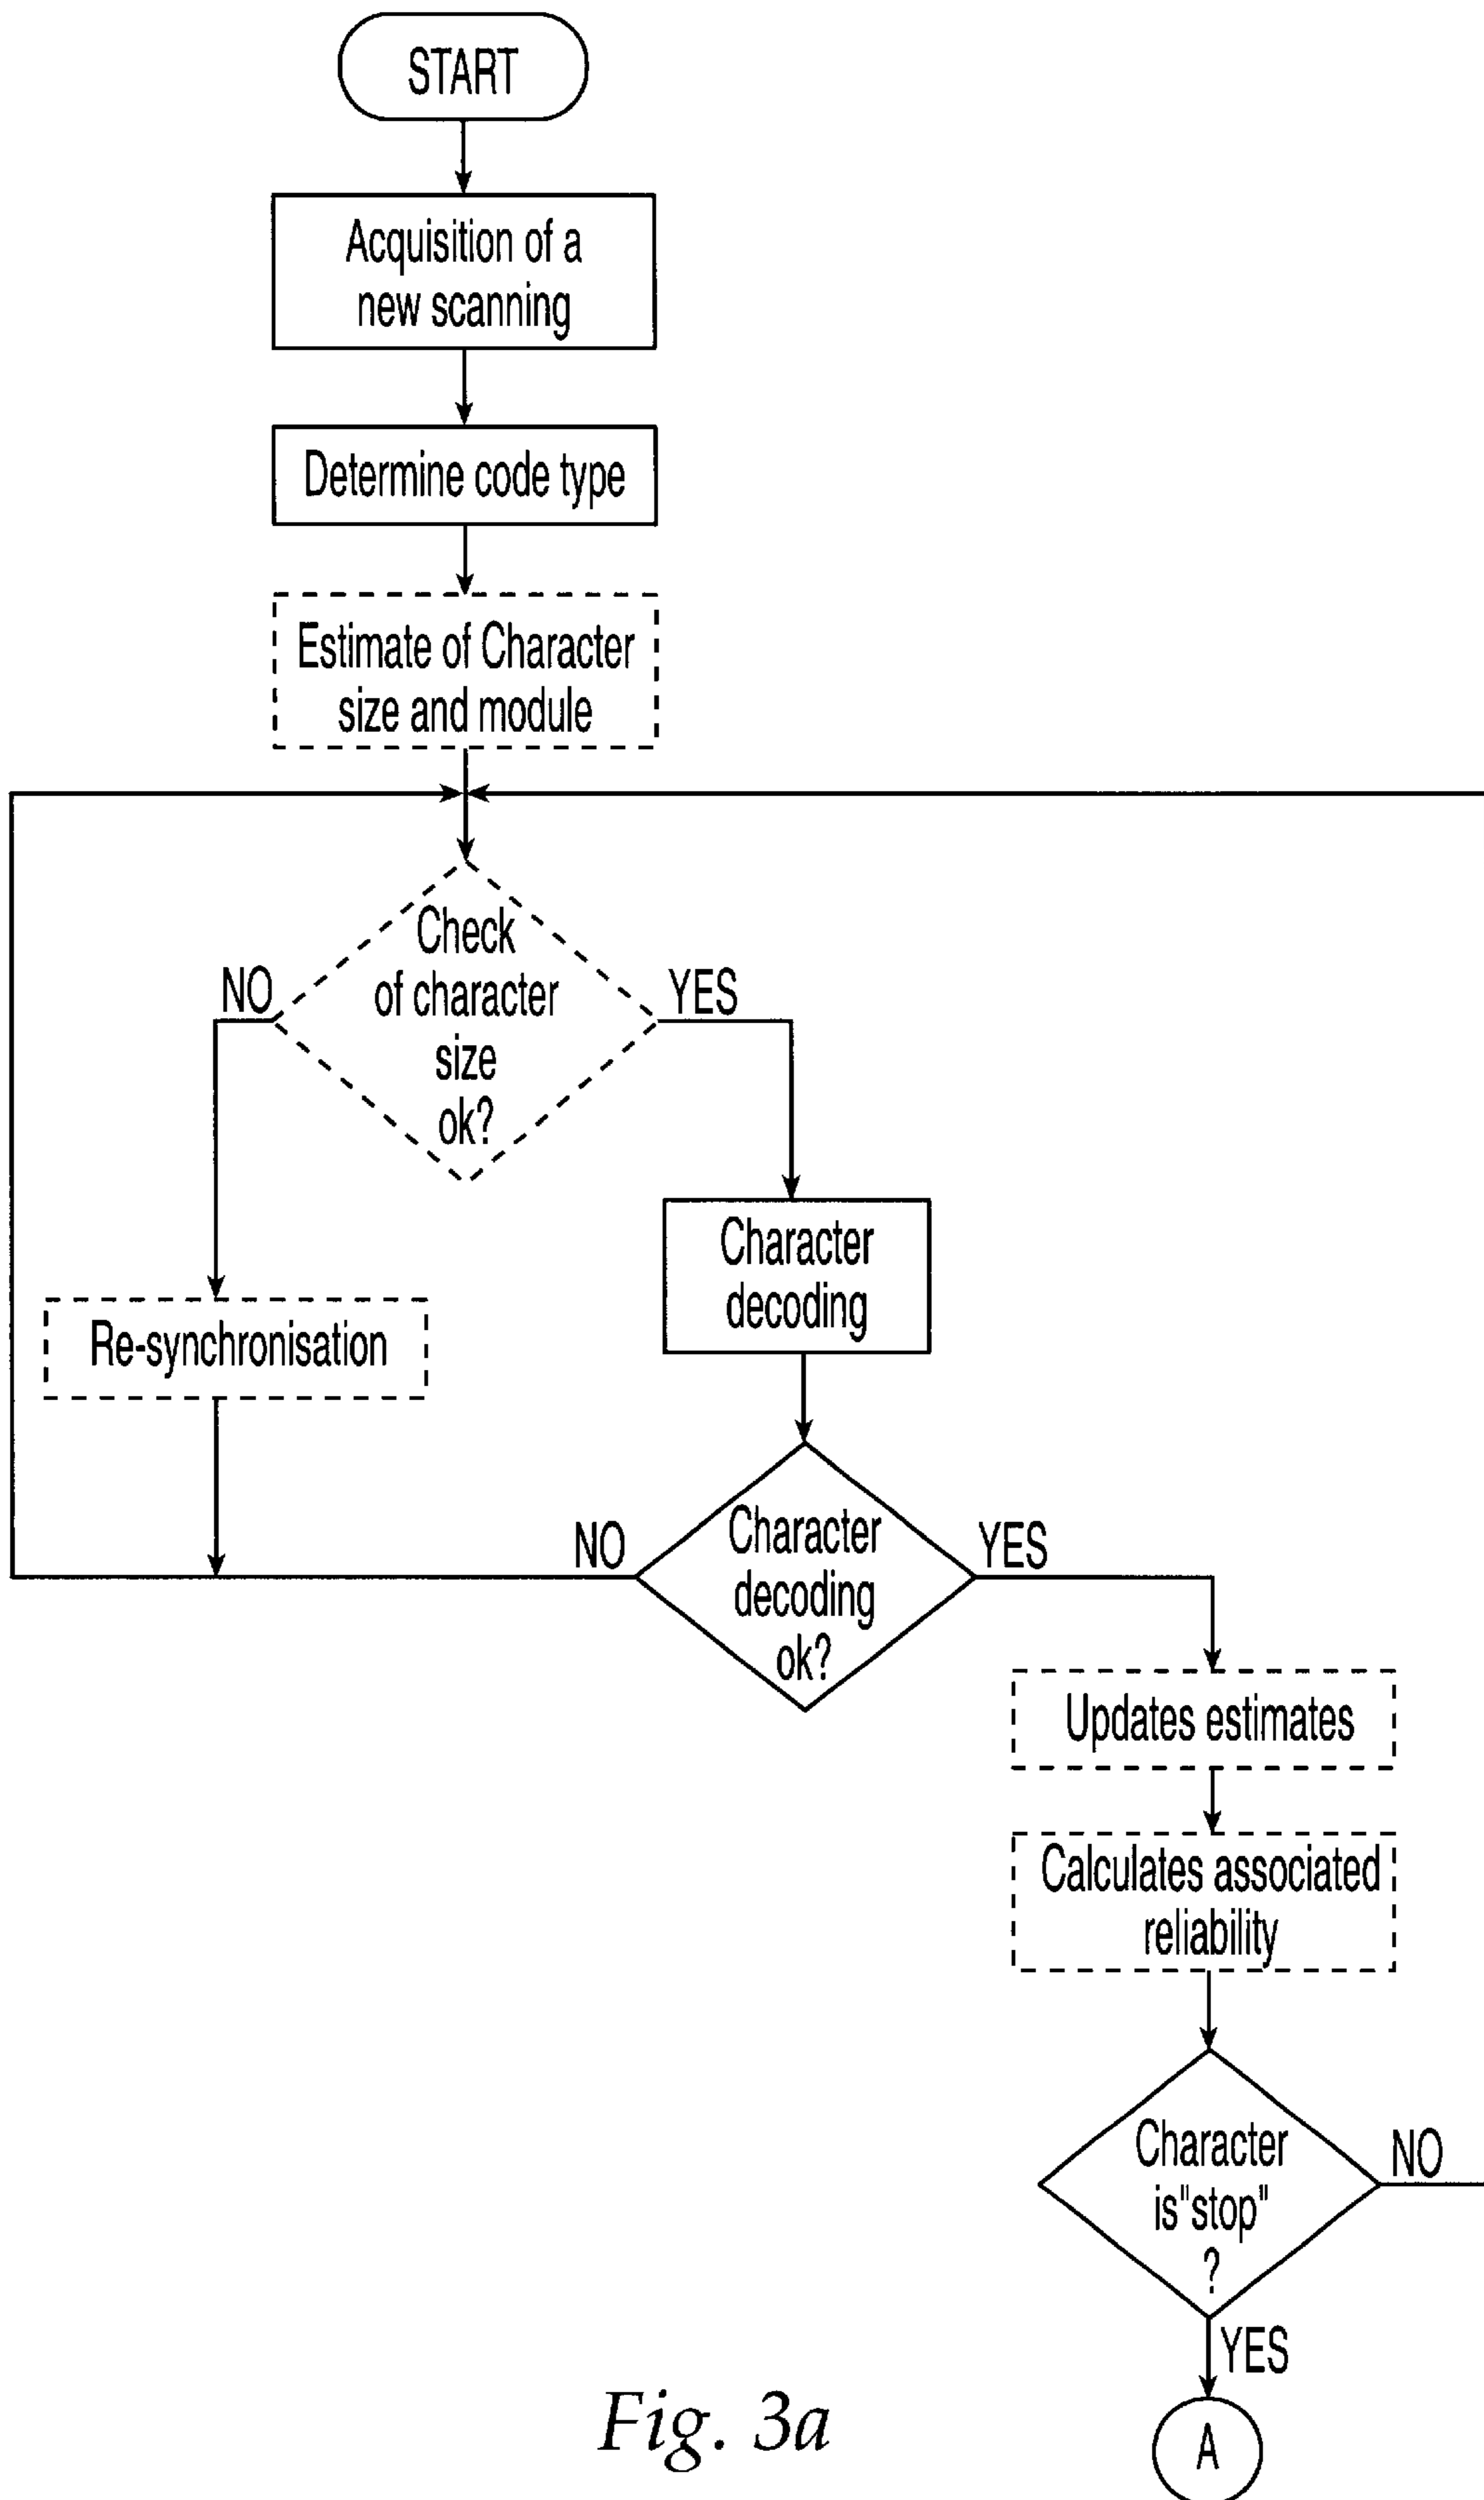 START
Acquisition of a
new scanning
Determine code type
Estimate of Character
size and module
Check
of character
size
ok?
NO
YES
Character
decoding
Re-synchronisation
NO
Character
decoding
ok?
YES
Updates estimates
Calculates associated
reliability
Character
is"stop"
?
NO
YES
A
Fig. 3a